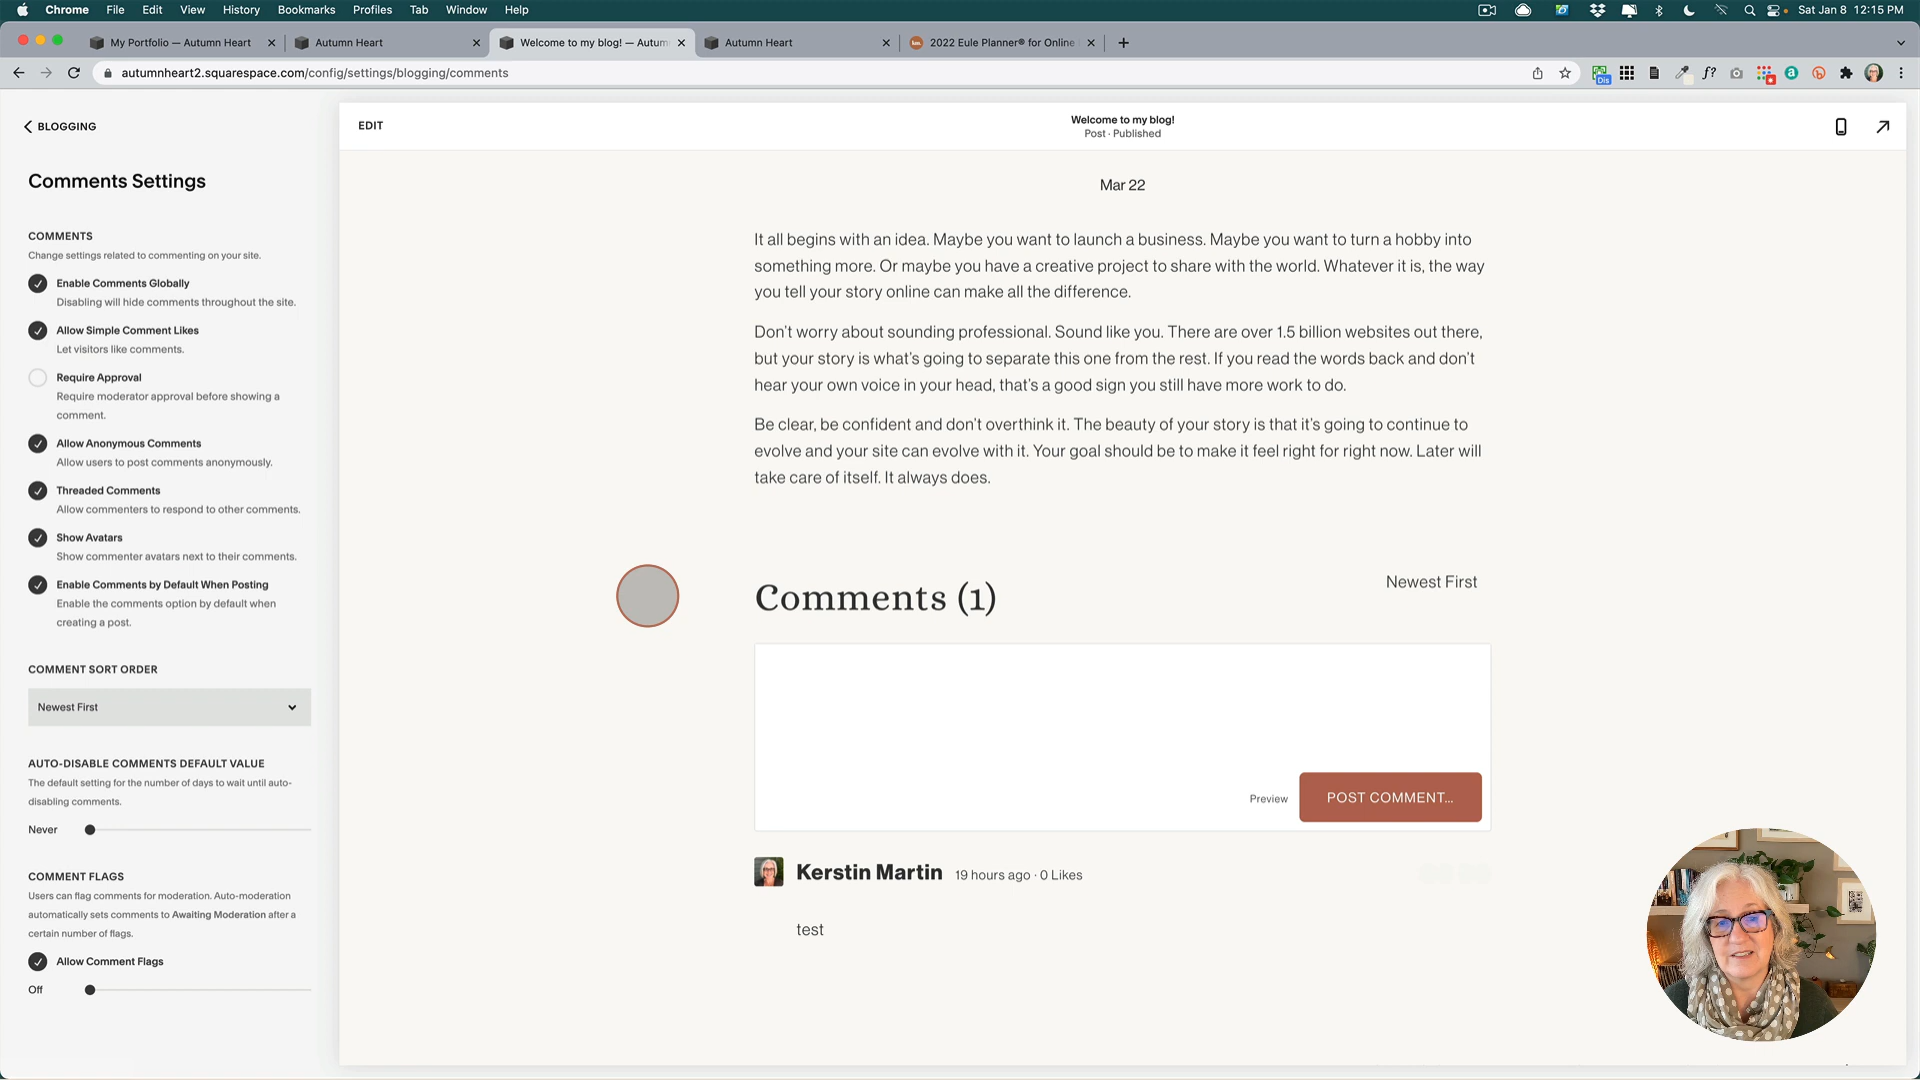 Chrome File Edit View History Bookmarks Profiles Tab Window Help Sat Jan 8 12:15 PM
My Portfolio — Autumn Heart Autumn Heart Welcome to my blog! — Autum Autumn Heart 2022 Eule Planner® for Online
autumnheart2.squarespace.com/config/settings/blogging/comments
Dis f?
BLOGGING
Comments Settings
COMMENTS
Change settings related to commenting on your site.
Enable Comments Globally
Disabling will hide comments throughout the site.
Allow Simple Comment Likes
Let visitors like comments.
Require Approval
Require moderator approval before showing a
comment.
Allow Anonymous Comments
Allow users to post comments anonymously.
Threaded Comments
Allow commenters to respond to other comments.
Show Avatars
Show commenter avatars next to their comments.
Enable Comments by Default When Posting
Enable the comments option by default when
creating a post.
COMMENT SORT ORDER
Newest First
AUTO-DISABLE COMMENTS DEFAULT VALUE
The default setting for the number of days to wait until auto-
disabling comments.
Never
COMMENT FLAGS
Users can flag comments for moderation. Auto-moderation
automatically sets comments to Awaiting Moderation after a
certain number of flags.
Allow Comment Flags
Off
EDIT
Welcome to my blog!
Post · Published
Mar 22
It all begins with an idea. Maybe you want to launch a business. Maybe you want to turn a hobby into
something more. Or maybe you have a creative project to share with the world. Whatever it is, the way
you tell your story online can make all the difference.
Don't worry about sounding professional. Sound like you. There are over 1.5 billion websites out there,
but your story is what's going to separate this one from the rest. If you read the words back and don't
hear your own voice in your head, that's a good sign you still have more work to do.
Be clear, be confident and don't overthink it. The beauty of your story is that it's going to continue to
evolve and your site can evolve with it. Your goal should be to make it feel right for right now. Later will
take care of itself. It always does.
Comments (1)
Newest First
Preview
POST COMMENT...
Kerstin Martin 19 hours ago · 0 Likes
test